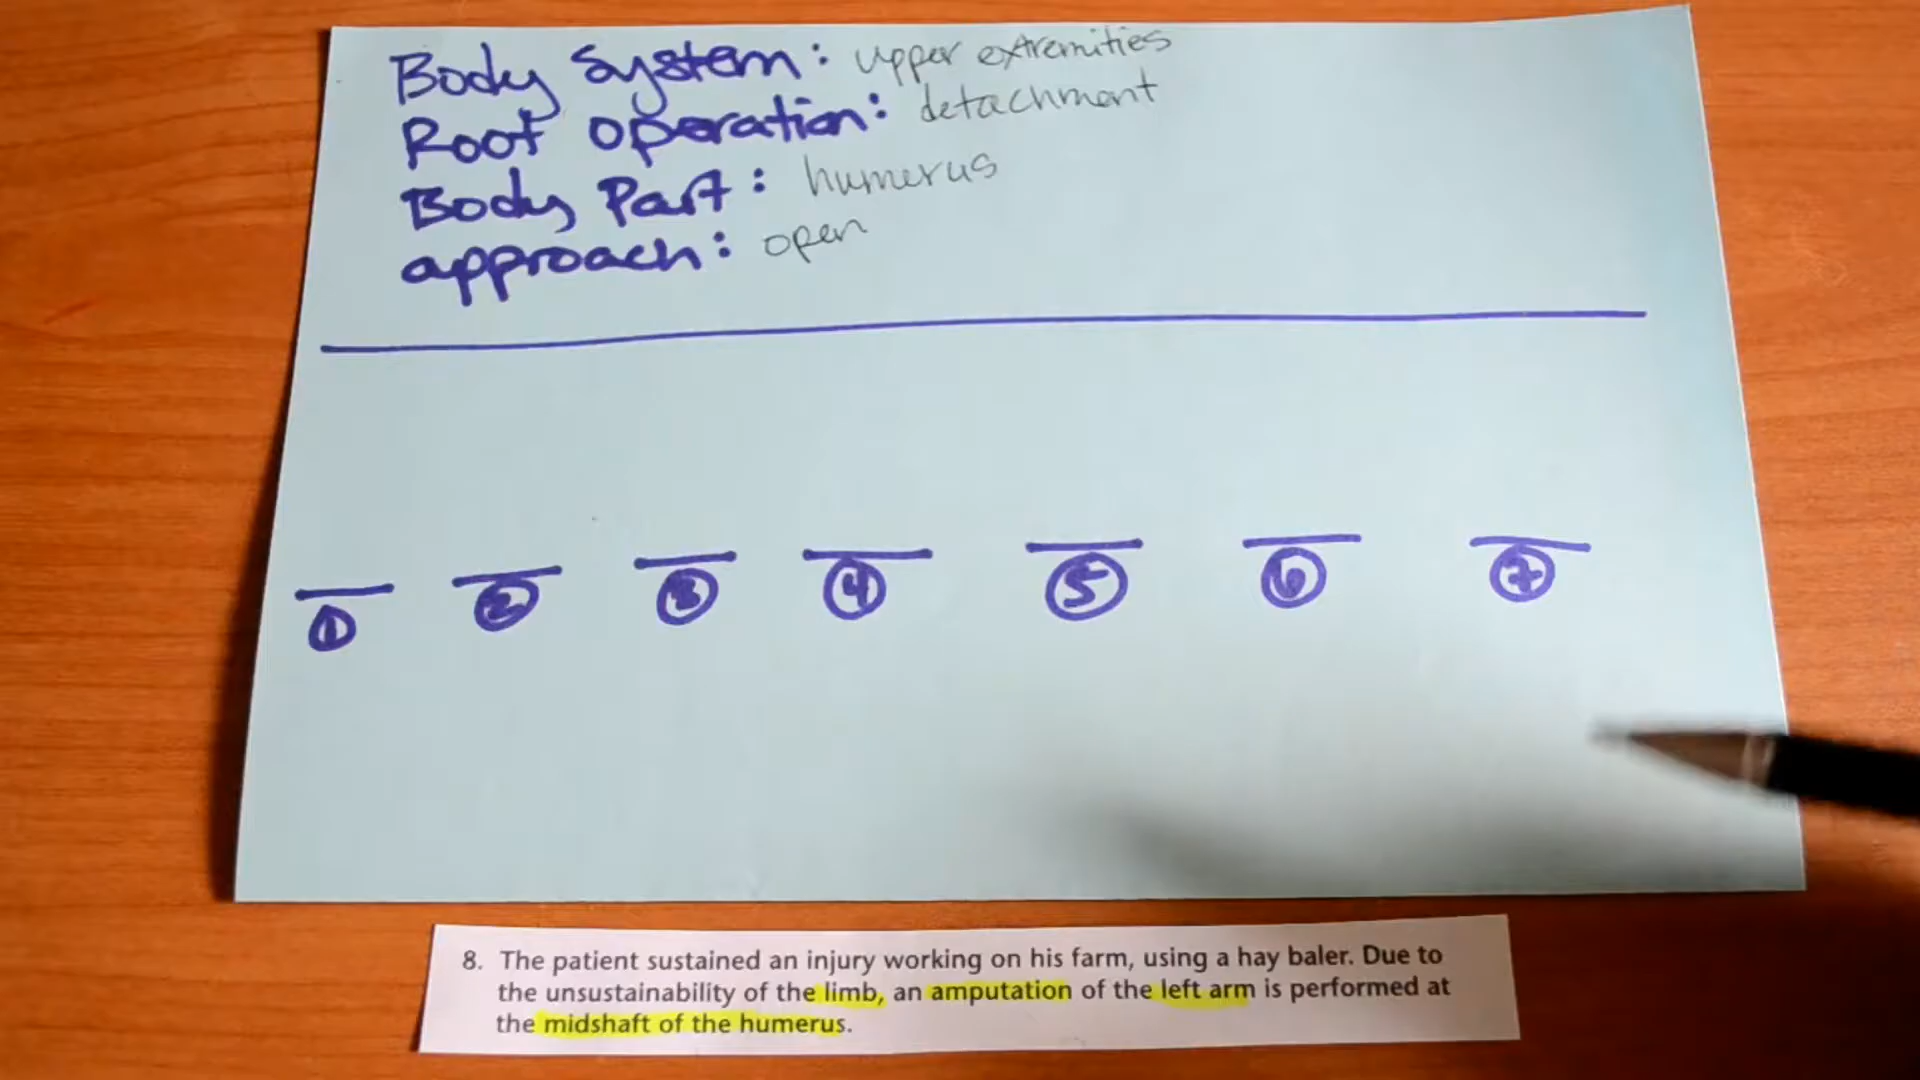 Body System: upper extremities
Root operation: detachment
Body Part: humerus
approach: open
1 2 3 4 5 6 7
8. The patient sustained an injury working on his farm, using a hay baler. Due to
the unsustainability of the limb, an amputation of the left arm is performed at
the midshaft of the humerus.